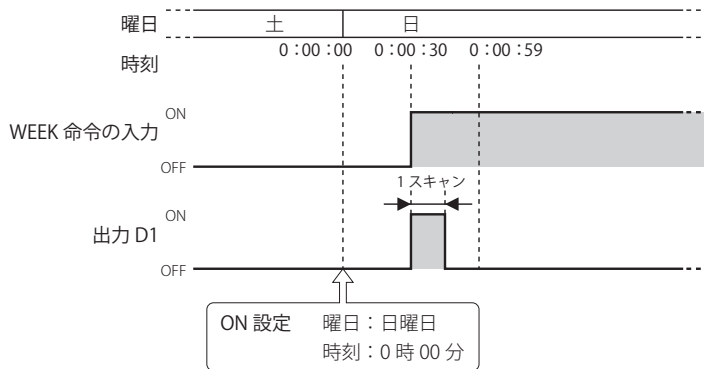 曜日 土 日
時刻 0：00：00 0：00：30 0：00：59
WEEK 命令の入力
ON
OFF
1 スキャン
出力 D1
ON
OFF
ON 設定 曜日：日曜日
時刻：0 時 00 分